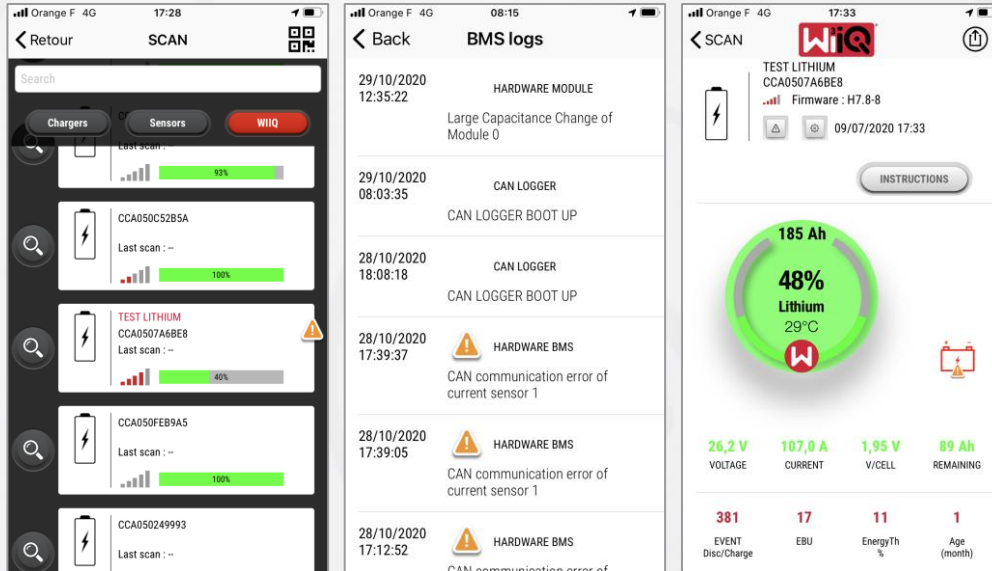 Orange F 4G 17:28
Retour SCAN
Search
Chargers Sensors WIIQ
Last scan : --
93%
CCA050C52B5A
Last scan : --
100%
TEST LITHIUM
CCA0507A6BE8
Last scan : --
40%
CCA050FEB9A5
Last scan : --
100%
CCA050249993
Last scan : --
Orange F 4G 08:15
Back BMS logs
29/10/2020
12:35:22
HARDWARE MODULE
Large Capacitance Change of
Module 0
29/10/2020
08:03:35
CAN LOGGER
CAN LOGGER BOOT UP
28/10/2020
18:08:18
CAN LOGGER
CAN LOGGER BOOT UP
28/10/2020
17:39:37
HARDWARE BMS
CAN communication error of
current sensor 1
28/10/2020
17:39:05
HARDWARE BMS
CAN communication error of
current sensor 1
28/10/2020
17:12:52
HARDWARE BMS
CAN communication error of
Orange F 4G 17:33
SCAN WiiQ
TEST LITHIUM
CCA0507A6BE8
Firmware : H7.8-8
09/07/2020 17:33
INSTRUCTIONS
185 Ah
48%
Lithium
29°C
26,2 V 107,0 A 1,95 V 89 Ah
VOLTAGE CURRENT V/CELL REMAINING
381 17 11 1
EVENT EBU EnergyTh Age
Disc/Charge % (month)